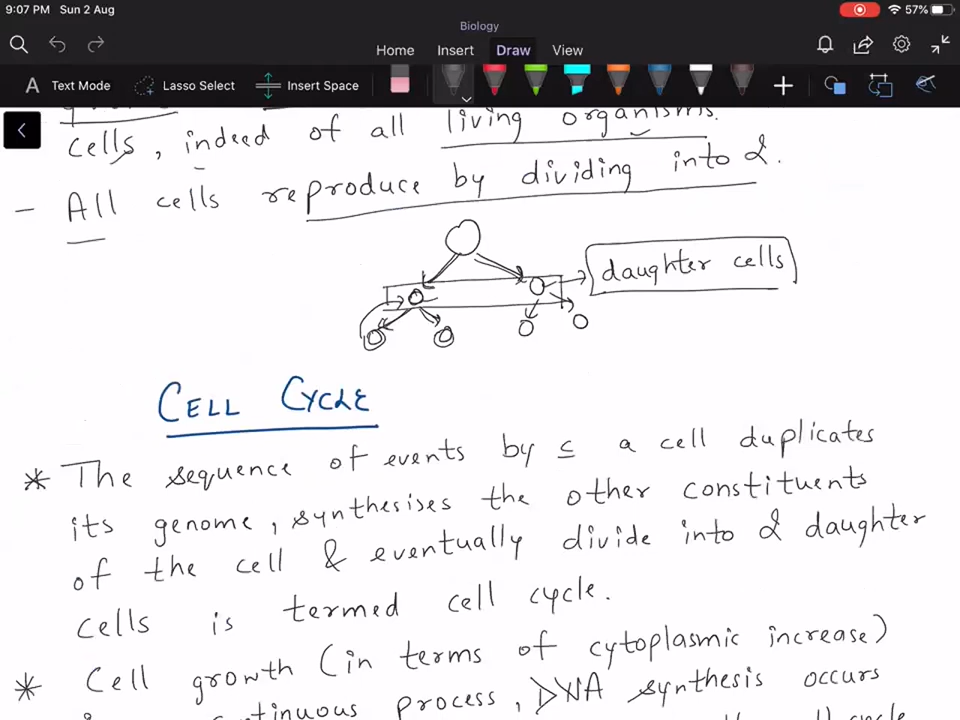 9:07 PM Sun 2 Aug
57%
Biology
Home Insert Draw View
Text Mode Lasso Select Insert Space
cells, indeed of all living organisms.
- All cells reproduce by dividing into 2.
daughter cells
CELL CYCLE
* The sequence of events by ⊆ a cell duplicates
its genome, synthesises the other constituents
of the cell & eventually divide into 2 daughter
cells is termed cell cycle.
* Cell growth (in terms of cytoplasmic increase)
process, DNA synthesis occurs